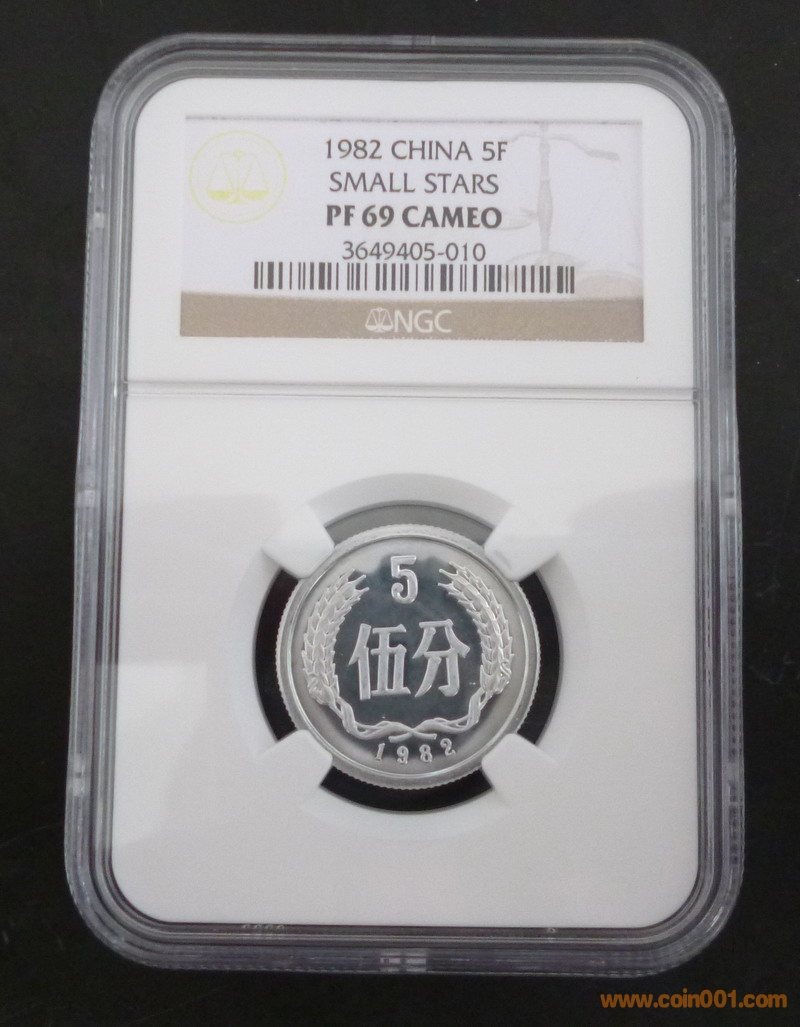 1982 CHINA 5F
SMALL STARS
PF 69 CAMEO
3649405-010
NGC
5
伍分
1982
www.coin001.com